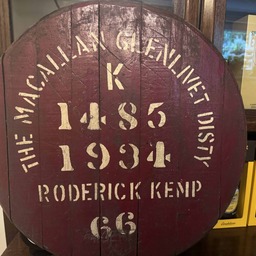 THE MACALLAN GLENLIVET DISTY
K
1485
1934
RODERICK KEMP
66